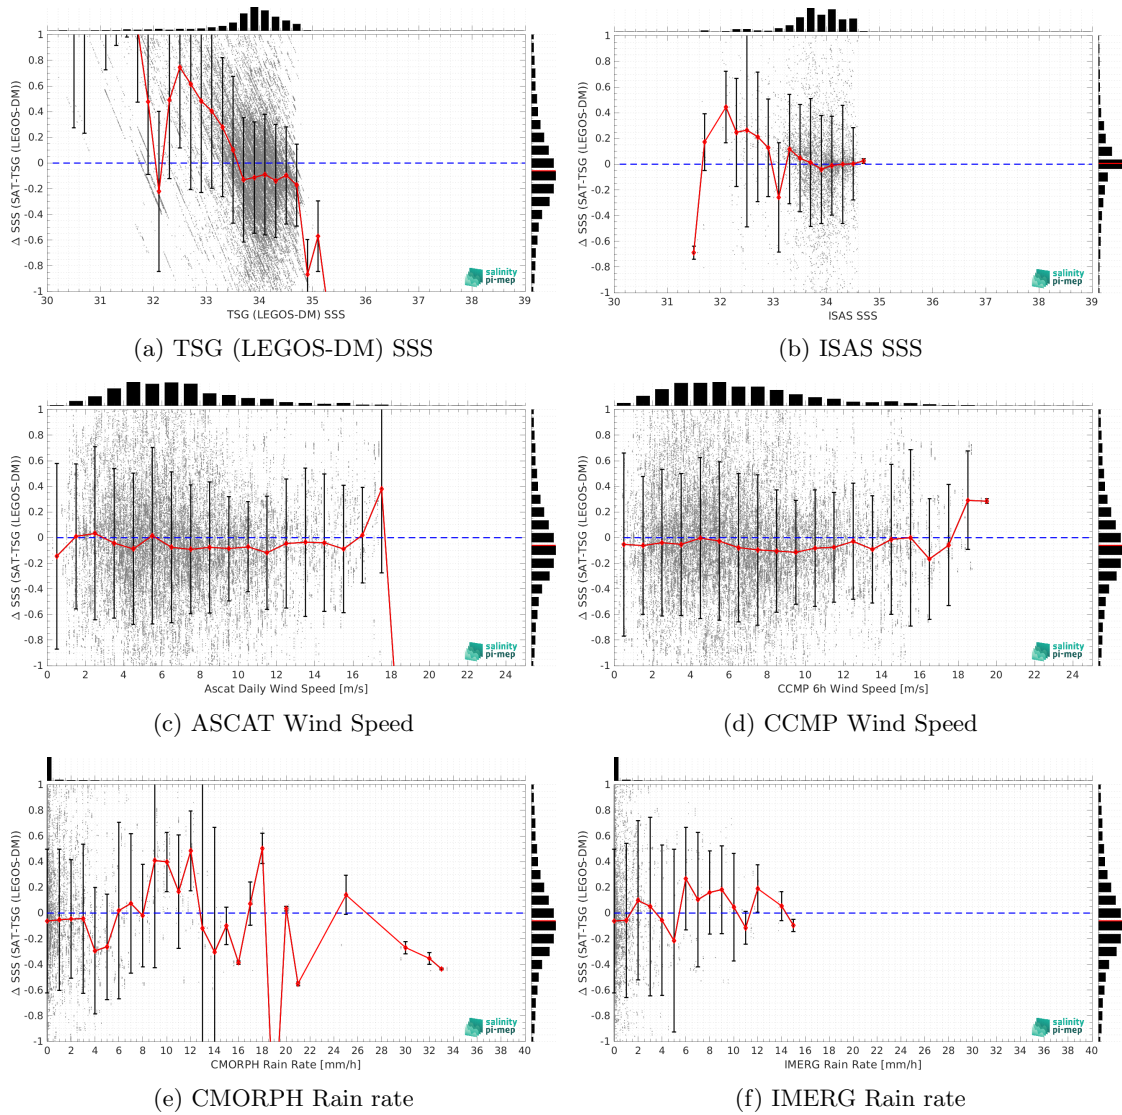 1
0.8
0.6
0.4
0.2
0
-0.2
-0.4
-0.6
-0.8
-1
Δ SSS (SAT-TSG (LEGOS-DM))
30 31 32 33 34 35 36 37 38 39
TSG (LEGOS-DM) SSS
salinity
pi-mep
(a) TSG (LEGOS-DM) SSS
1
0.8
0.6
0.4
0.2
0
-0.2
-0.4
-0.6
-0.8
-1
Δ SSS (SAT-TSG (LEGOS-DM))
30 31 32 33 34 35 36 37 38 39
ISAS SSS
salinity
pi-mep
(b) ISAS SSS
1
0.8
0.6
0.4
0.2
0
-0.2
-0.4
-0.6
-0.8
-1
Δ SSS (SAT-TSG (LEGOS-DM))
0 2 4 6 8 10 12 14 16 18 20 22 24
Ascat Daily Wind Speed [m/s]
salinity
pi-mep
(c) ASCAT Wind Speed
1
0.8
0.6
0.4
0.2
0
-0.2
-0.4
-0.6
-0.8
-1
Δ SSS (SAT-TSG (LEGOS-DM))
0 2 4 6 8 10 12 14 16 18 20 22 24
CCMP 6h Wind Speed [m/s]
salinity
pi-mep
(d) CCMP Wind Speed
1
0.8
0.6
0.4
0.2
0
-0.2
-0.4
-0.6
-0.8
-1
Δ SSS (SAT-TSG (LEGOS-DM))
0 2 4 6 8 10 12 14 16 18 20 22 24 26 28 30 32 34 36 38 40
CMORPH Rain Rate [mm/h]
salinity
pi-mep
(e) CMORPH Rain rate
1
0.8
0.6
0.4
0.2
0
-0.2
-0.4
-0.6
-0.8
-1
Δ SSS (SAT-TSG (LEGOS-DM))
0 2 4 6 8 10 12 14 16 18 20 22 24 26 28 30 32 34 36 38 40
IMERG Rain Rate [mm/h]
salinity
pi-mep
(f) IMERG Rain rate